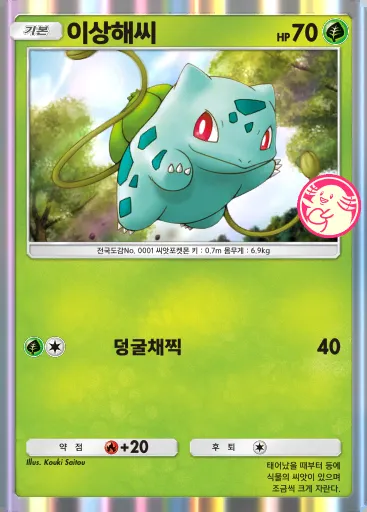 기본 이상해씨 HP 70
전국도감No. 0001 씨앗포켓몬 키 : 0.7m 몸무게 : 6.9kg
덩굴채찍 40
약점 +20 후퇴
Illus. Kouki Saitou
태어났을 때부터 등에
식물의 씨앗이 있으며
조금씩 크게 자란다.